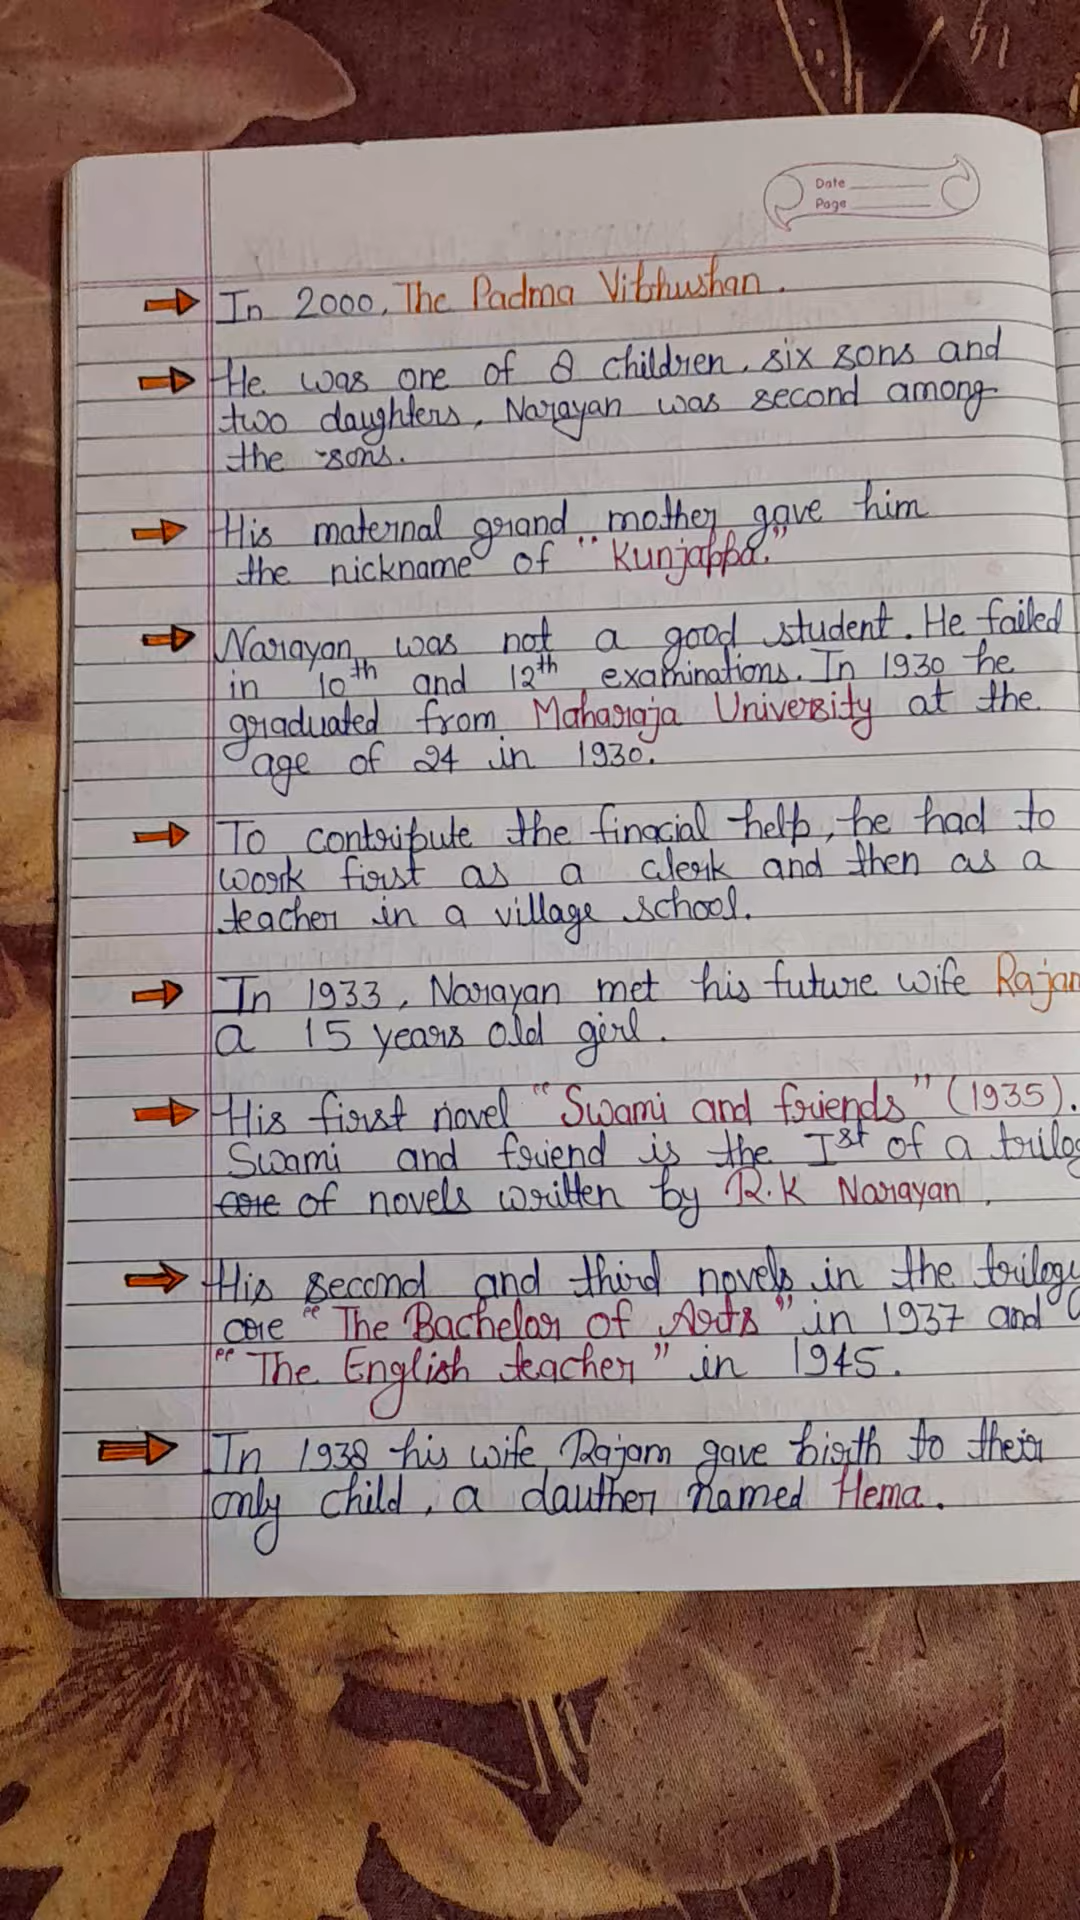 Date
Page
In 2000, The Padma Vibhushan.
He was one of 8 children, six sons and
two daughters, Narayan was second among
the sons.
His maternal grand mother gave him
the nickname of "Kunjappa."
Narayan was not a good student. He failed
in 10th and 12th examinations. In 1930 he
graduated from Maharaja University at the
age of 24 in 1930.
To contribute the finacial help, he had to
work first as a clerk and then as a
teacher in a village school.
In 1933, Narayan met his future wife Rajam
a 15 years old girl.
His first novel "Swami and friends" (1935).
Swami and friend is the Ist of a trilog
of novels written by R.K Narayan.
His second and third novels in the trilogy
are "The Bachelor of Arts" in 1937 and
"The English teacher" in 1945.
In 1938 his wife Rajam gave birth to their
only child, a dauther named Hema.